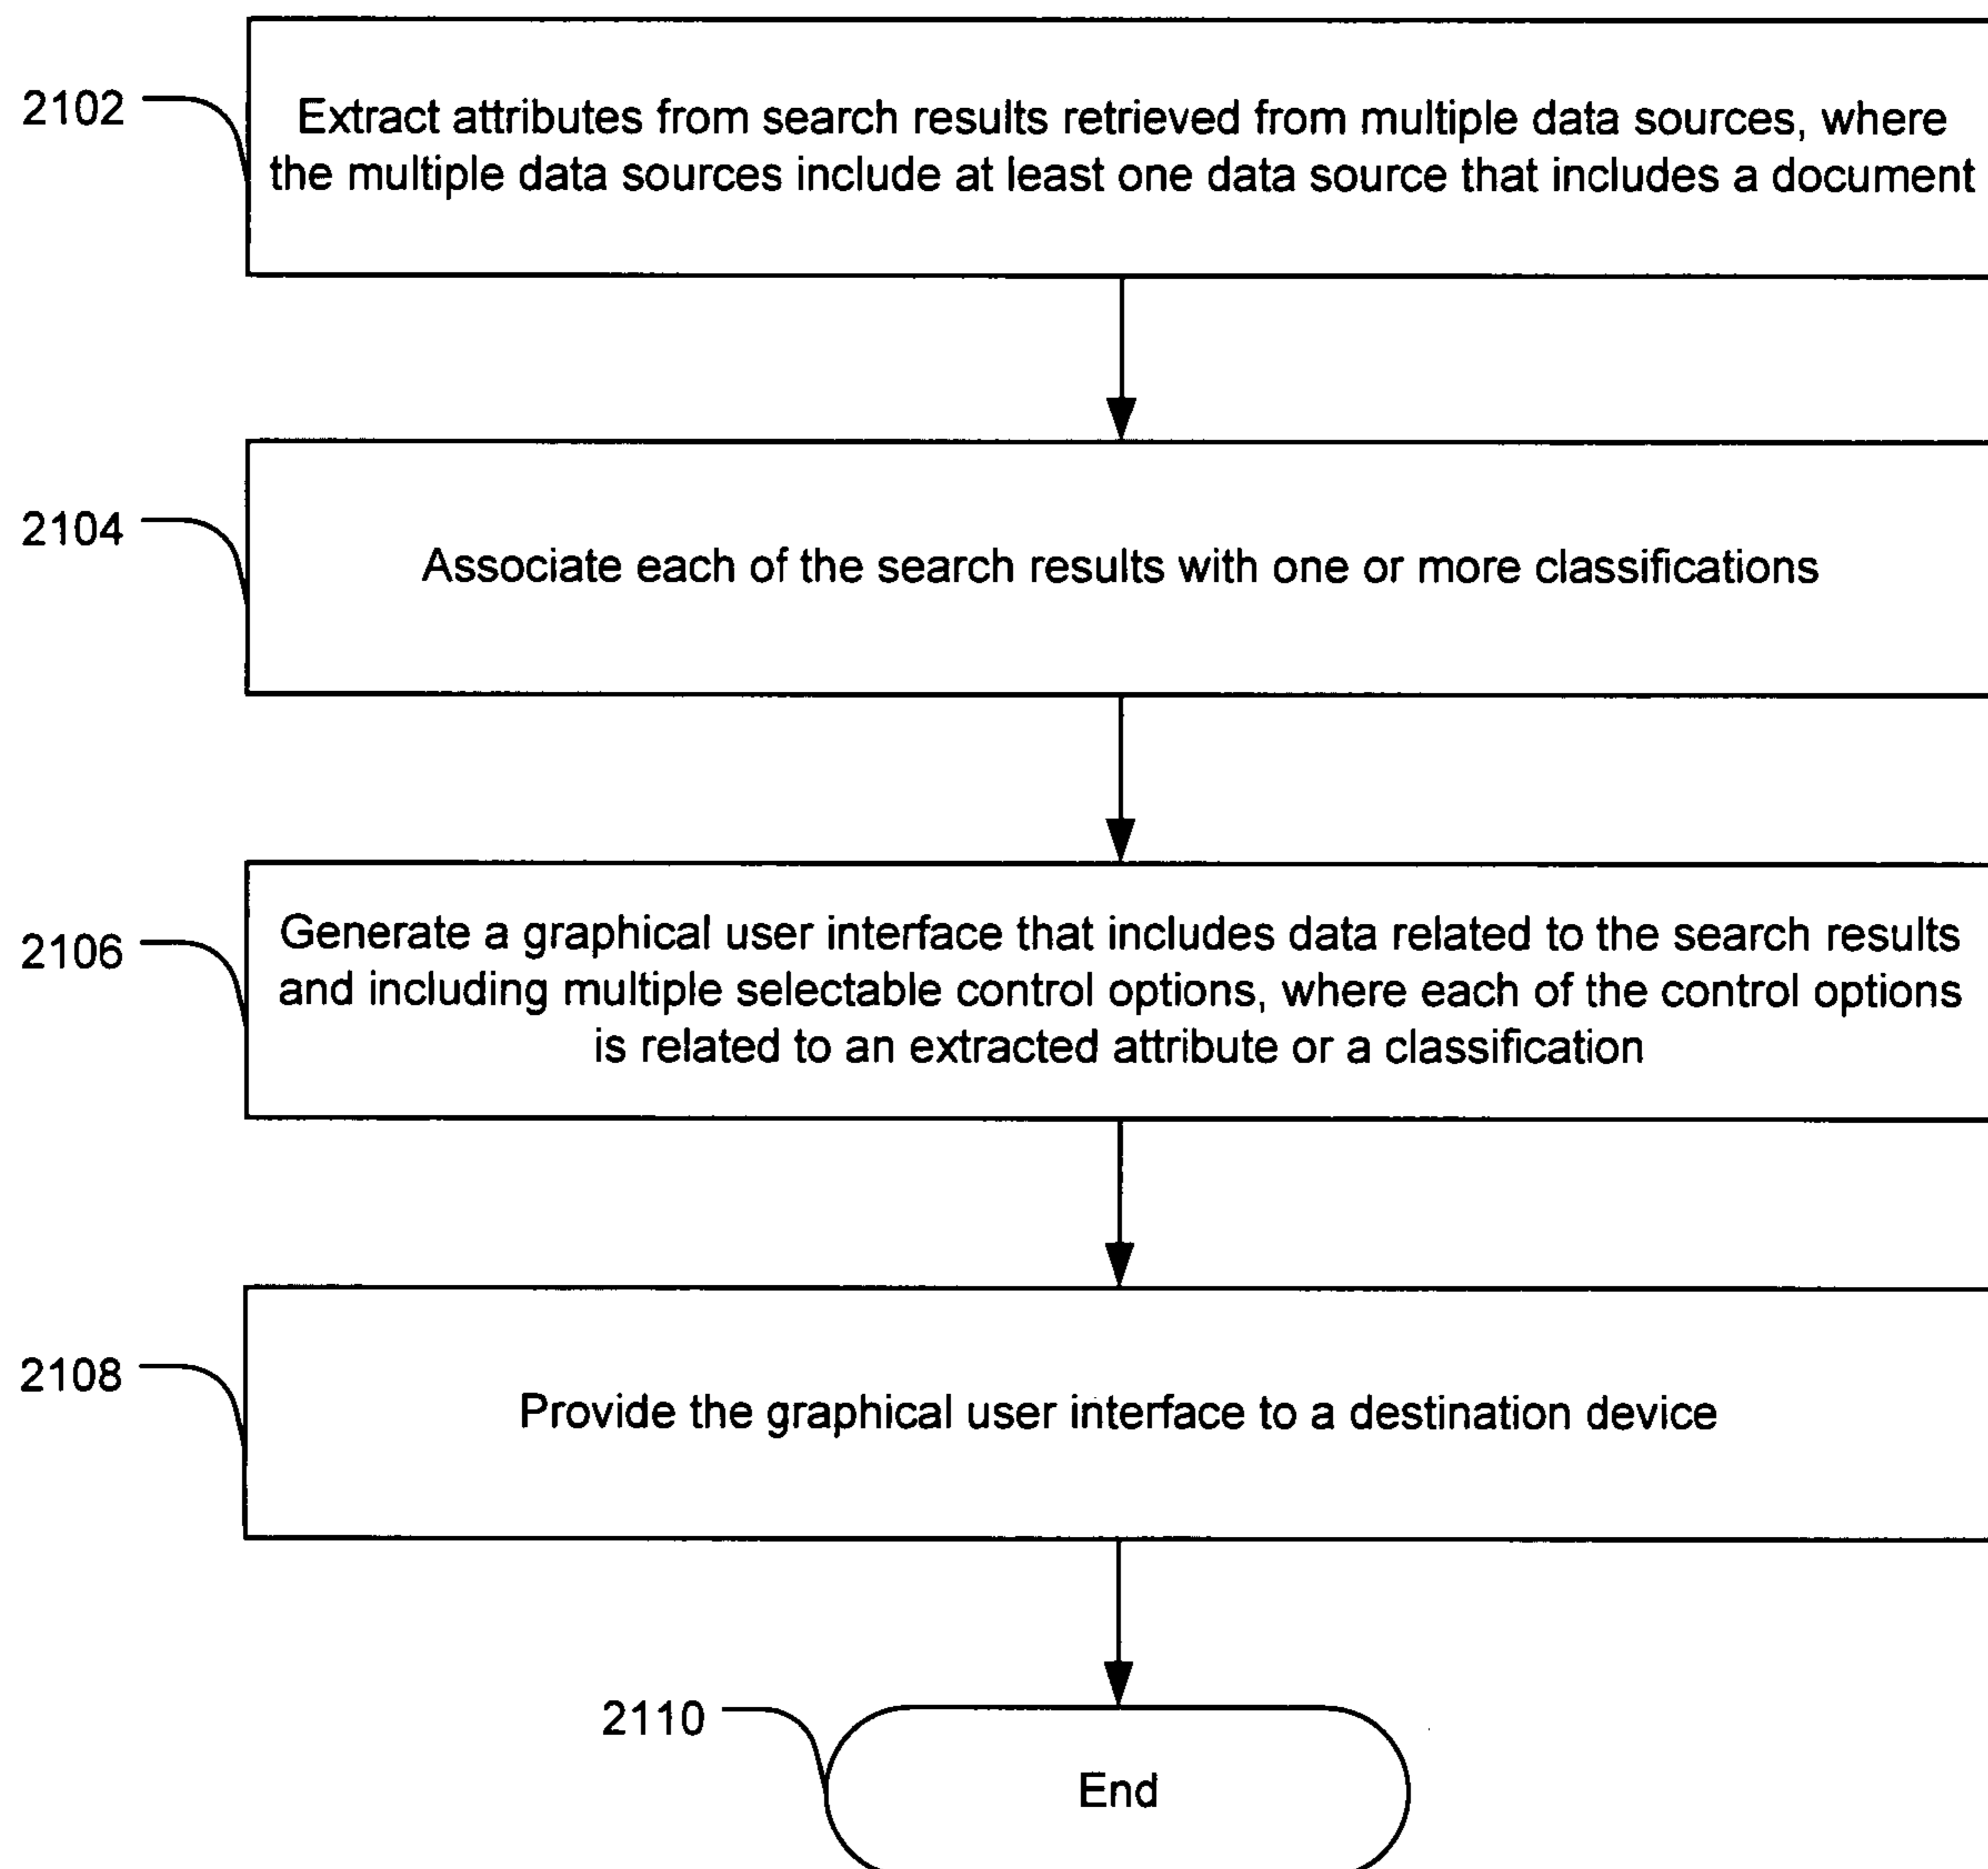 2102
Extract attributes from search results retrieved from multiple data sources, where
the multiple data sources include at least one data source that includes a document
2104
Associate each of the search results with one or more classifications
2106
Generate a graphical user interface that includes data related to the search results
and including multiple selectable control options, where each of the control options
is related to an extracted attribute or a classification
2108
Provide the graphical user interface to a destination device
2110
End